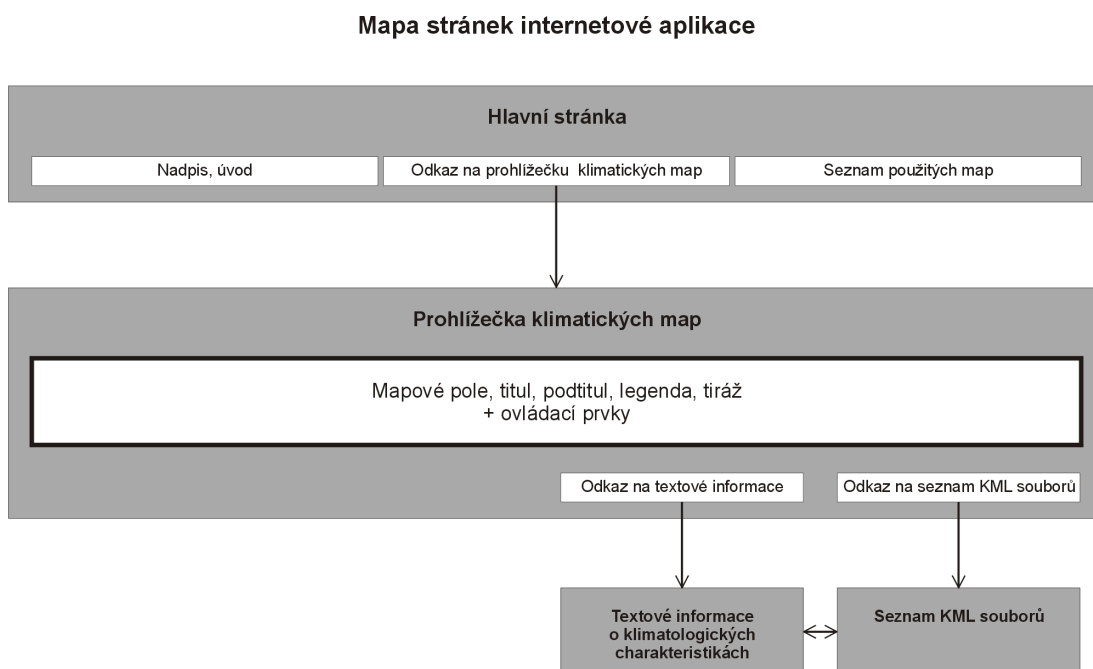 Mapa stránek internetové aplikace
Hlavní stránka
Nadpis, úvod
Odkaz na prohlížečku klimatických map
Seznam použitých map
Prohlížečka klimatických map
Mapové pole, titul, podtitul, legenda, tiráž
+ ovládací prvky
Odkaz na textové informace
Odkaz na seznam KML souborů
Textové informace
o klimatologických
charakteristikách
Seznam KML souborů